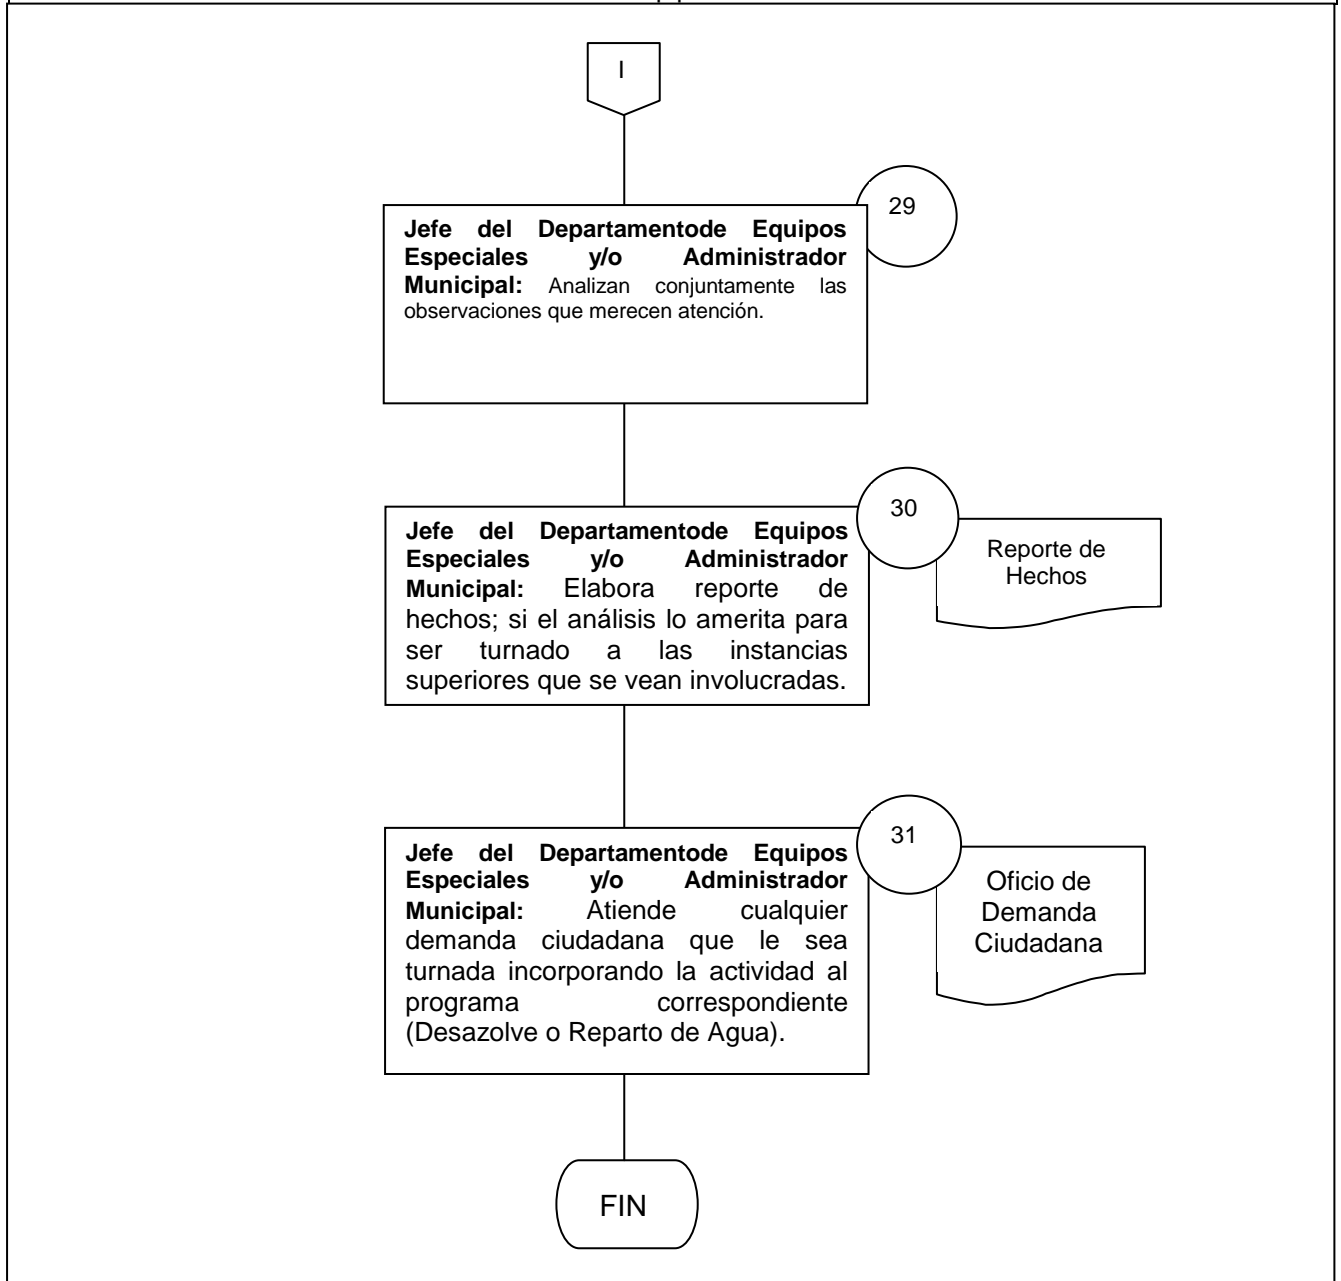 I
29
Jefe del Departamentode Equipos
Especiales y/o Administrador
Municipal: Analizan conjuntamente las
observaciones que merecen atención.
30
Jefe del Departamentode Equipos
Especiales y/o Administrador
Municipal: Elabora reporte de
hechos; si el análisis lo amerita para
ser turnado a las instancias
superiores que se vean involucradas.
Reporte de
Hechos
31
Jefe del Departamentode Equipos
Especiales y/o Administrador
Municipal: Atiende cualquier
demanda ciudadana que le sea
turnada incorporando la actividad al
programa correspondiente
(Desazolve o Reparto de Agua).
Oficio de
Demanda
Ciudadana
FIN